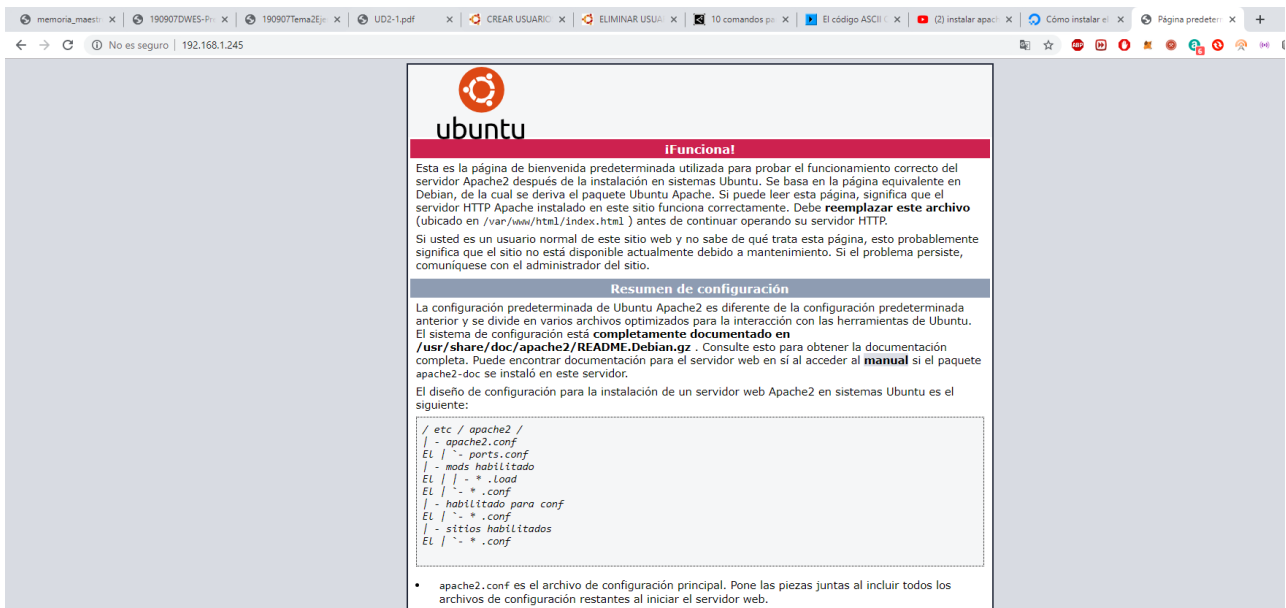 memoria_maestr
190907DWES-Pro
190907Tema2Eje
UD2-1.pdf
CREAR USUARIO
ELIMINAR USUA
10 comandos pa
El código ASCII
(2) instalar apach
Cómo instalar el
Página predeter
No es seguro | 192.168.1.245
ubuntu
¡Funciona!
Esta es la página de bienvenida predeterminada utilizada para probar el funcionamiento correcto del
servidor Apache2 después de la instalación en sistemas Ubuntu. Se basa en la página equivalente en
Debian, de la cual se deriva el paquete Ubuntu Apache. Si puede leer esta página, significa que el
servidor HTTP Apache instalado en este sitio funciona correctamente. Debe reemplazar este archivo
(ubicado en /var/www/html/index.html ) antes de continuar operando su servidor HTTP.
Si usted es un usuario normal de este sitio web y no sabe de qué trata esta página, esto probablemente
significa que el sitio no está disponible actualmente debido a mantenimiento. Si el problema persiste,
comuníquese con el administrador del sitio.
Resumen de configuración
La configuración predeterminada de Ubuntu Apache2 es diferente de la configuración predeterminada
anterior y se divide en varios archivos optimizados para la interacción con las herramientas de Ubuntu.
El sistema de configuración está completamente documentado en
/usr/share/doc/apache2/README.Debian.gz . Consulte esto para obtener la documentación
completa. Puede encontrar documentación para el servidor web en sí al acceder al manual si el paquete
apache2-doc se instaló en este servidor.
El diseño de configuración para la instalación de un servidor web Apache2 en sistemas Ubuntu es el
siguiente:
/ etc / apache2 /
| - apache2.conf
El | `- ports.conf
| - mods habilitado
El | | - * .load
El | `- * .conf
| - habilitado para conf
El | `- * .conf
| - sitios habilitados
El | `- * .conf
• apache2.conf es el archivo de configuración principal. Pone las piezas juntas al incluir todos los
archivos de configuración restantes al iniciar el servidor web.